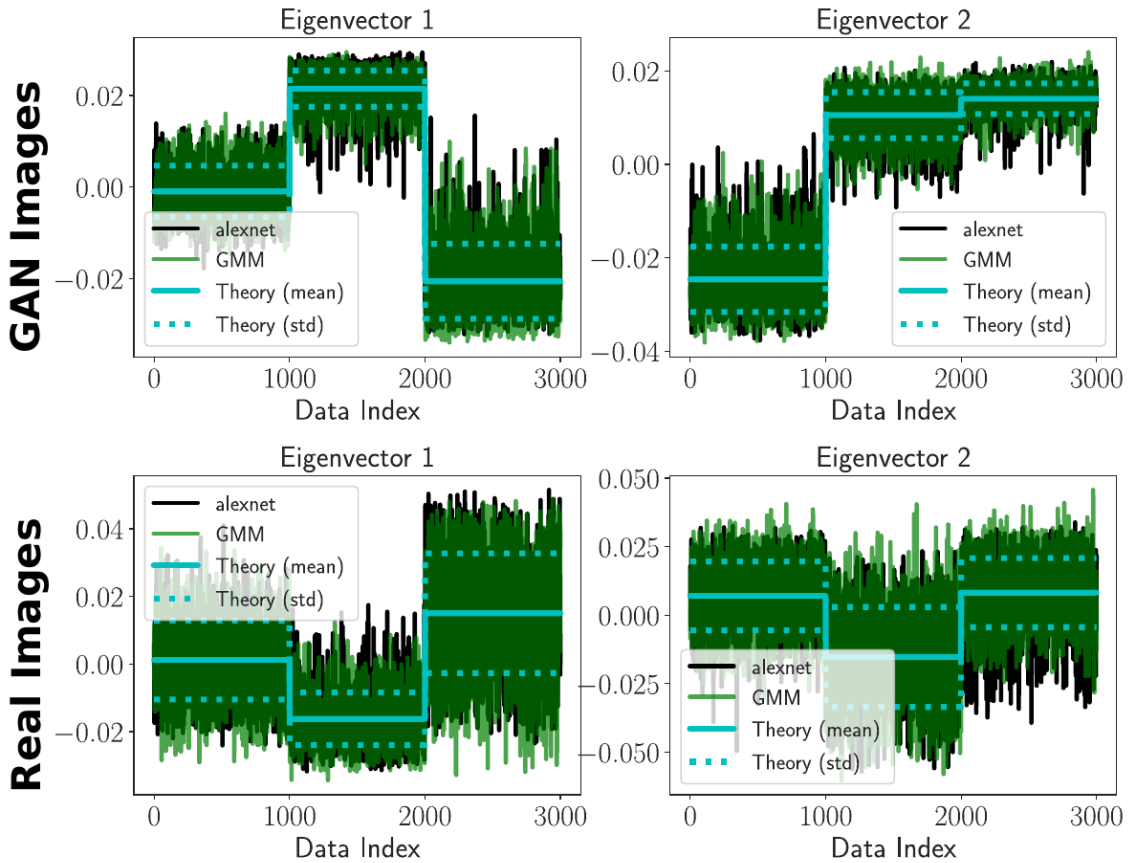 GAN Images
Eigenvector 1
0.02
0.00
−0.02
alexnet
GMM
Theory (mean)
Theory (std)
0
1000
2000
3000
Data Index
Eigenvector 2
0.02
0.00
−0.02
−0.04
alexnet
GMM
Theory (mean)
Theory (std)
0
1000
2000
3000
Data Index
Real Images
Eigenvector 1
0.04
0.02
0.00
−0.02
alexnet
GMM
Theory (mean)
Theory (std)
0
1000
2000
3000
Data Index
Eigenvector 2
0.050
0.025
0.000
−0.025
−0.050
alexnet
GMM
Theory (mean)
Theory (std)
0
1000
2000
3000
Data Index